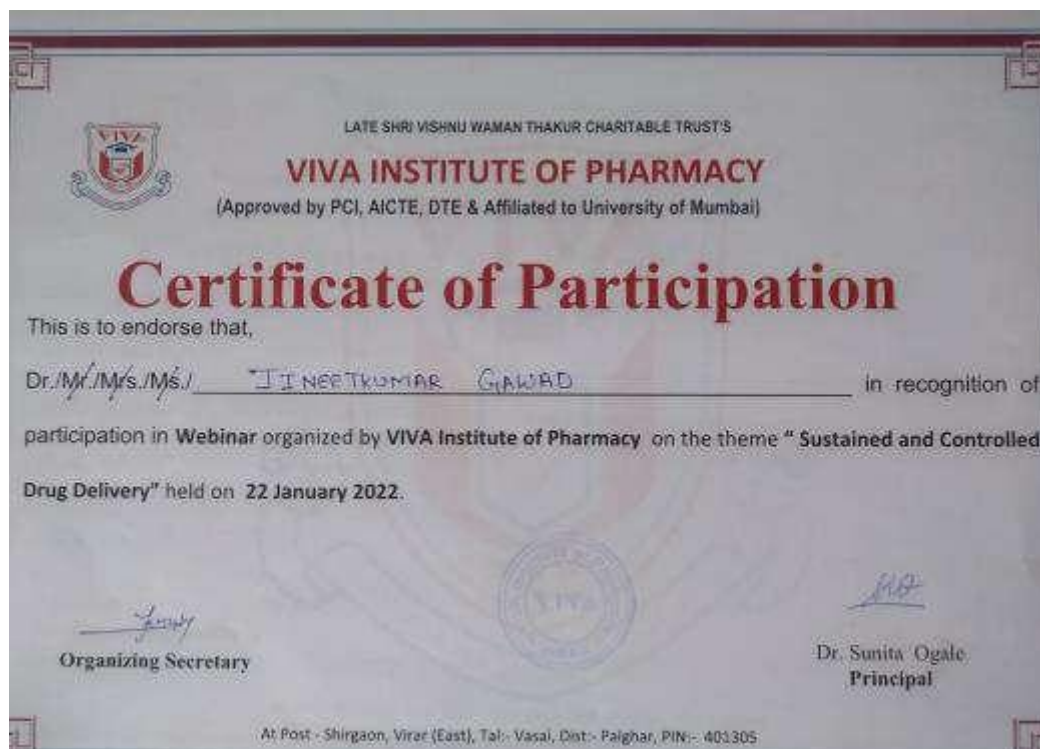 VIVA
LATE SHRI VISHNU WAMAN THAKUR CHARITABLE TRUST'S
VIVA INSTITUTE OF PHARMACY
(Approved by PCI, AICTE, DTE & Affiliated to University of Mumbai)
Certificate of Participation
This is to endorse that,
Dr./Mr./Mrs./Ms./ JINEETKUMAR GAWAD in recognition of
participation in Webinar organized by VIVA Institute of Pharmacy on the theme " Sustained and Controlled
Drug Delivery" held on 22 January 2022.
VIVA
Organizing Secretary
Dr. Sunita Ogale
Principal
At Post - Shirgaon, Virar (East), Tal:- Vasai, Dist:- Palghar, PIN:- 401305